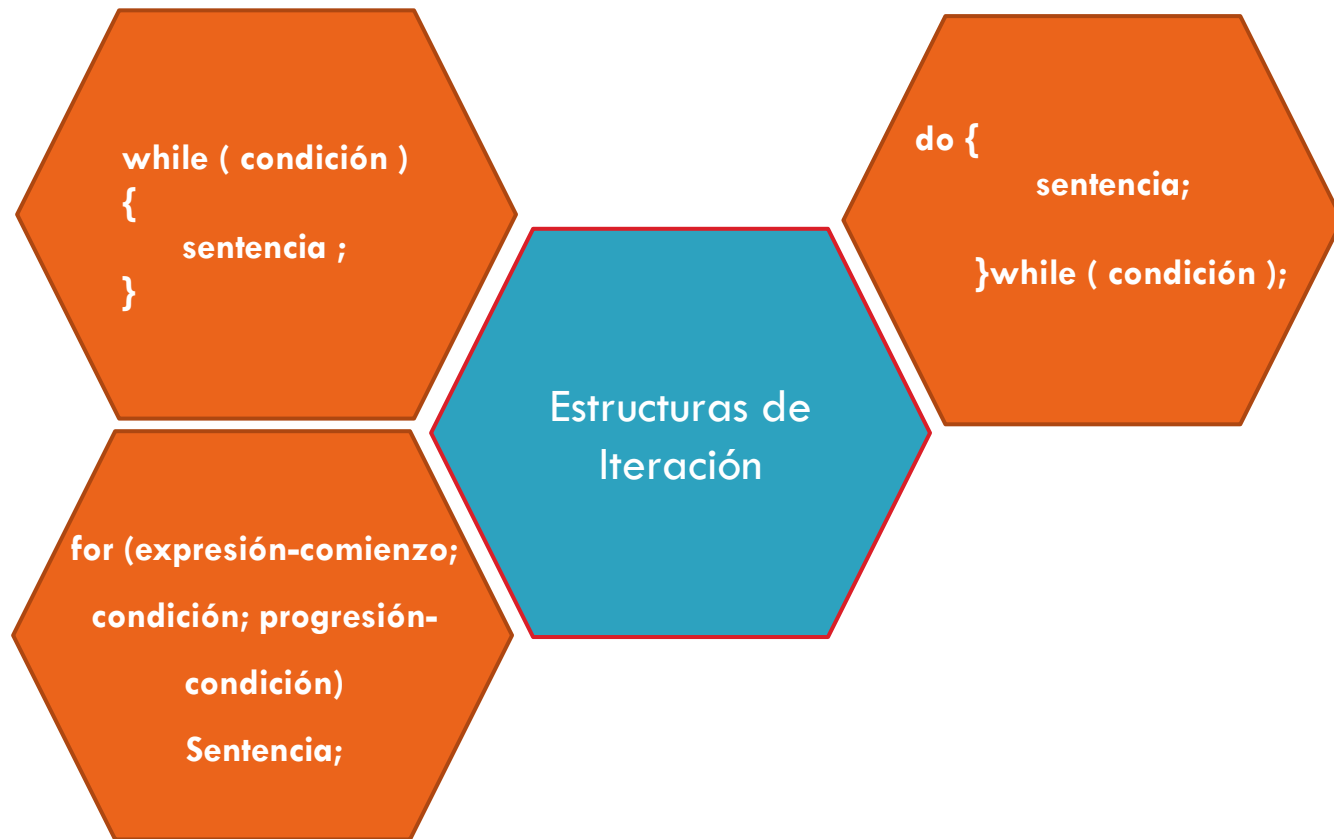 while ( condición )
{
sentencia ;
}
do {
sentencia;
}while ( condición );
Estructuras de
Iteración
for (expresión-comienzo;
condición; progresión-
condición)
Sentencia;